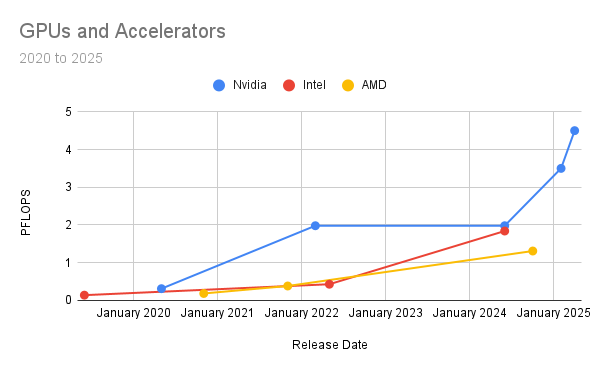 GPUs and Accelerators
2020 to 2025
Nvidia Intel AMD
5
4
3
2
1
0
PFLOPS
January 2020 January 2021 January 2022 January 2023 January 2024 January 2025
Release Date